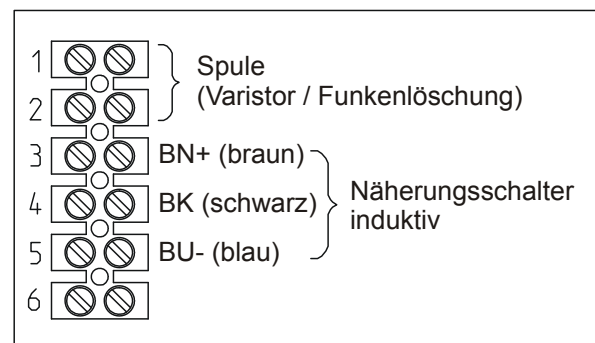 1
Spule
2
(Varistor / Funkenlöschung)
3 BN+ (braun)
4 BK (schwarz)
Näherungsschalter
induktiv
5 BU- (blau)
6